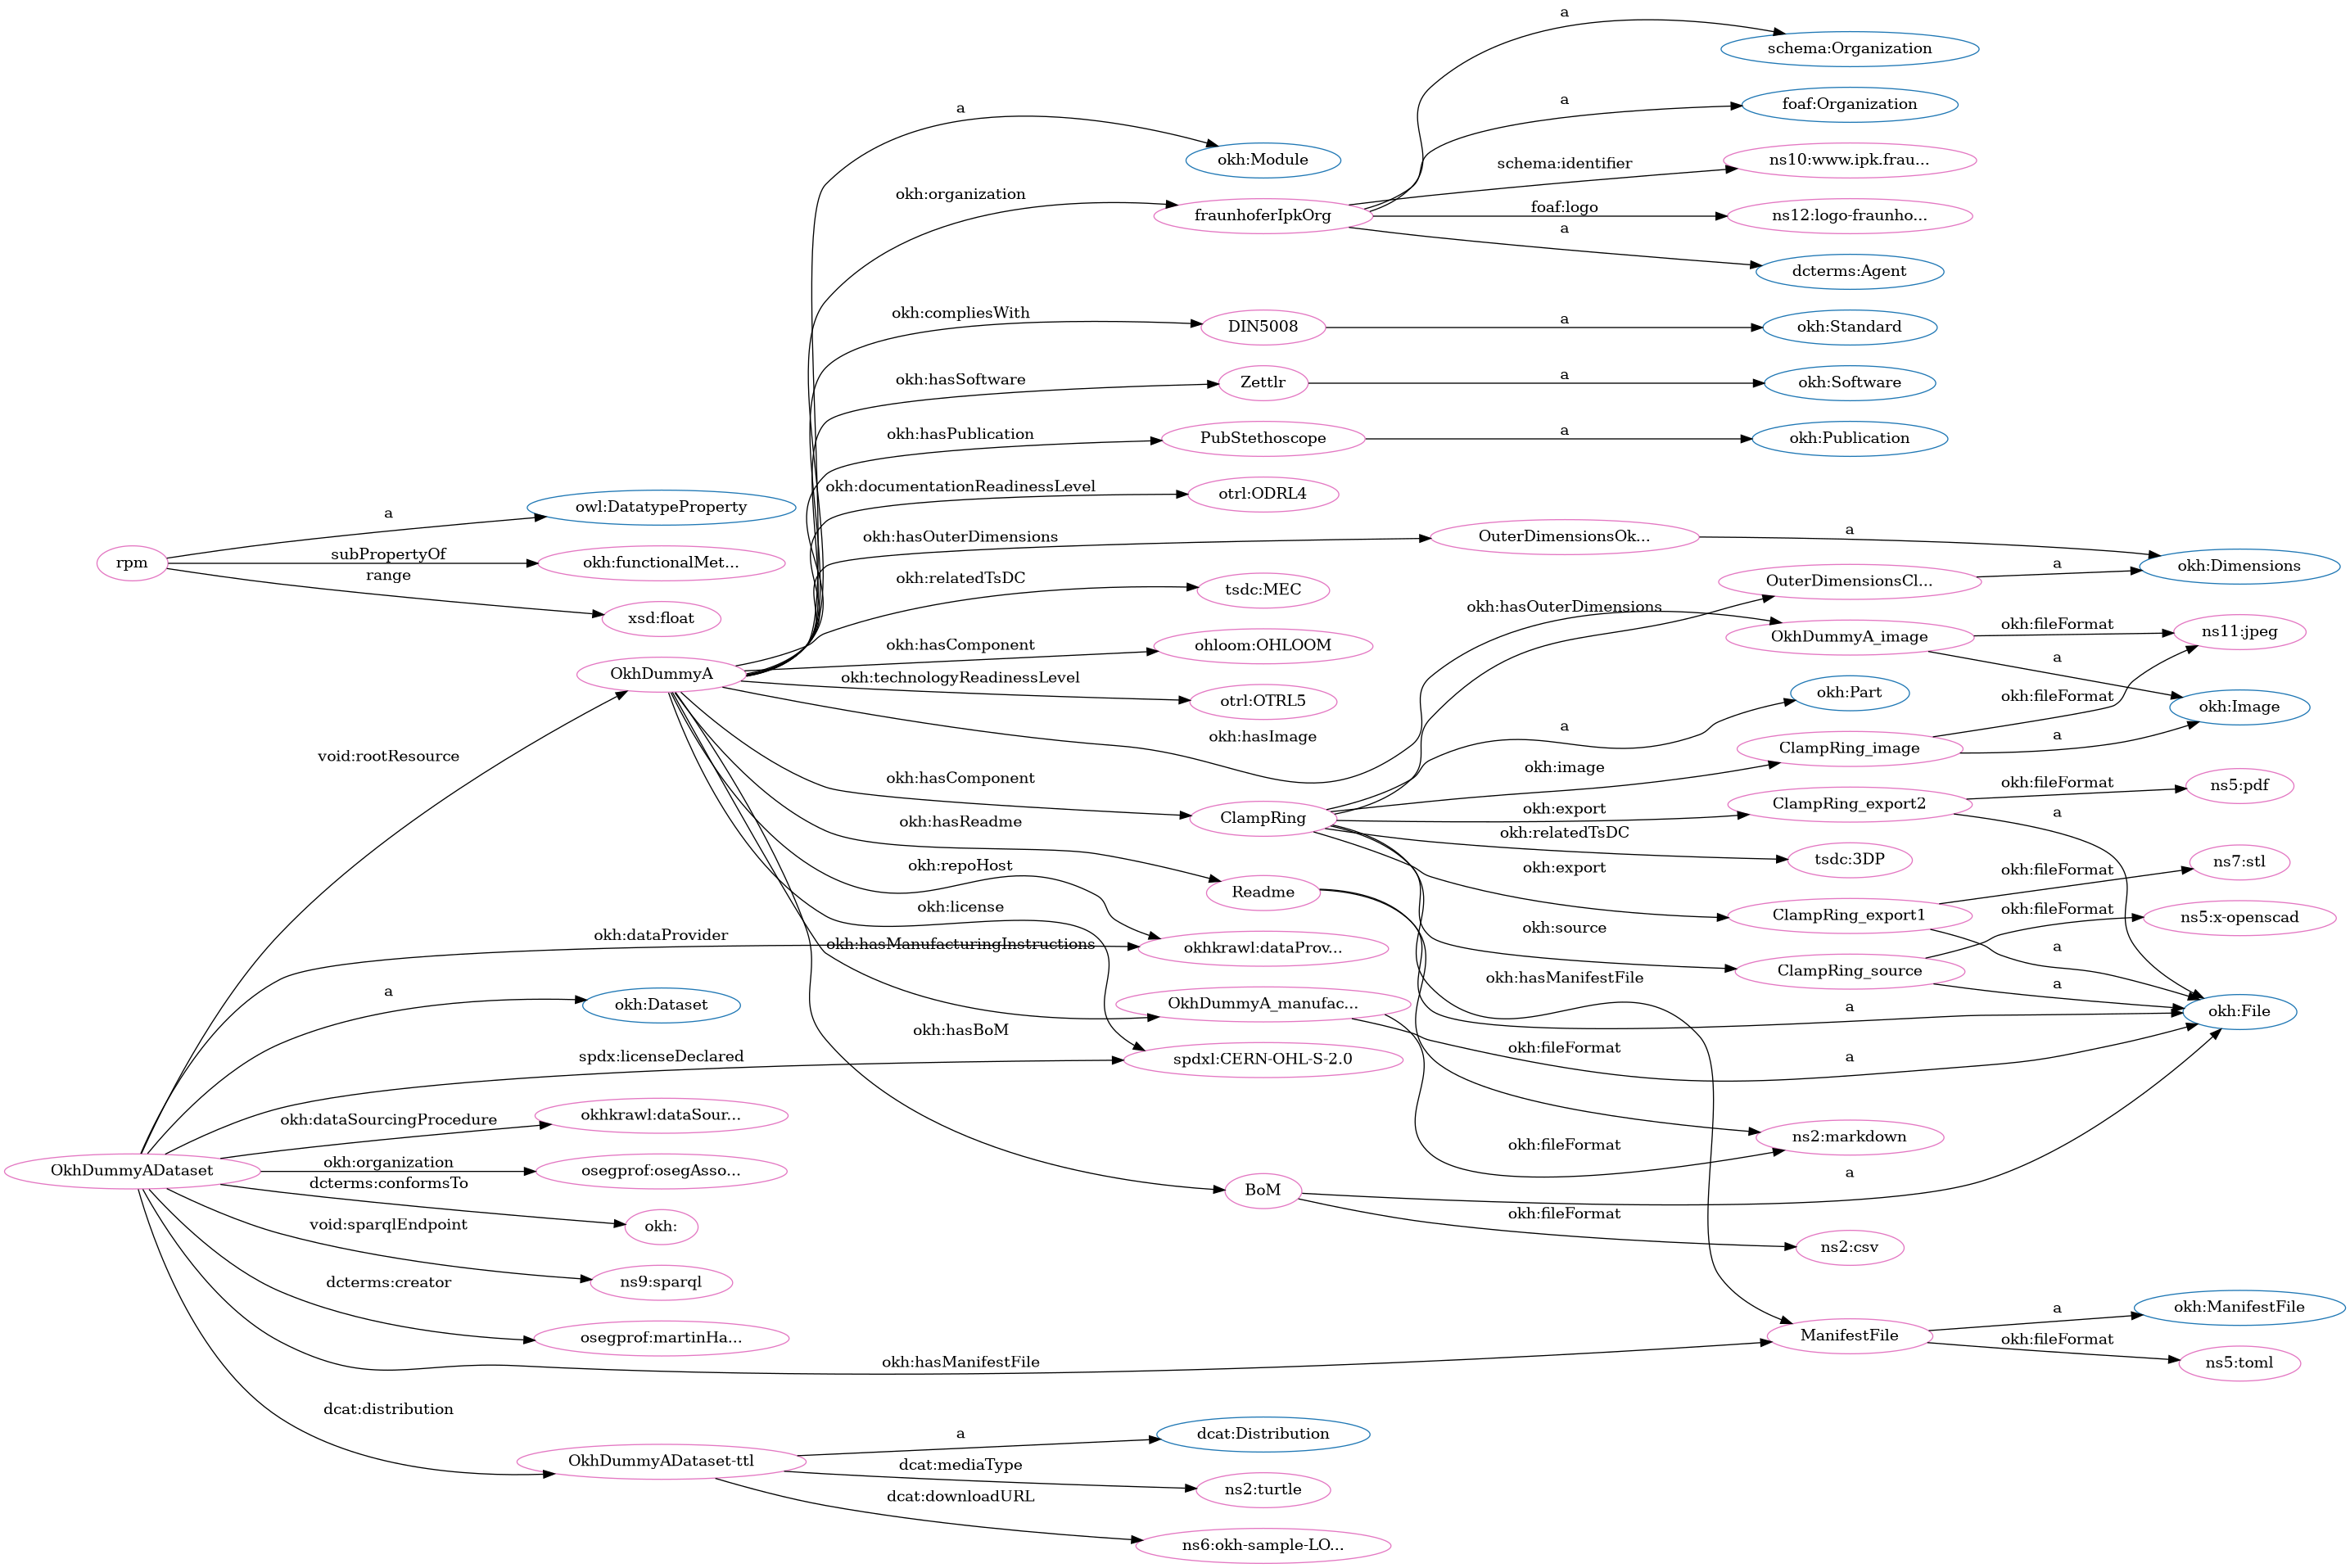 a
schema:Organization
a
foaf:Organization
a
okh:Module
schema:identifier
ns10:www.ipk.frau...
okh:organization
fraunhoferIpkOrg
foaf:logo
ns12:logo-fraunho...
a
dcterms:Agent
okh:compliesWith
DIN5008
a
okh:Standard
okh:hasSoftware
Zettlr
a
okh:Software
okh:hasPublication
PubStethoscope
a
okh:Publication
okh:documentationReadinessLevel
otrl:ODRL4
a
owl:DatatypeProperty
rpm
subPropertyOf
okh:functionalMet...
range
xsd:float
okh:hasOuterDimensions
OuterDimensionsOk...
a
okh:Dimensions
okh:relatedTsDC
tsdc:MEC
OuterDimensionsCl...
a
okh:hasOuterDimensions
okh:hasComponent
ohloom:OHLOOM
OkhDummyA_image
okh:fileFormat
ns11:jpeg
a
OkhDummyA
okh:technologyReadinessLevel
otrl:OTRL5
okh:Part
okh:fileFormat
okh:Image
okh:hasImage
a
ClampRing_image
a
void:rootResource
okh:image
okh:hasComponent
ClampRing
okh:export
ClampRing_export2
okh:fileFormat
ns5:pdf
a
okh:relatedTsDC
tsdc:3DP
okh:hasReadme
okh:repoHost
Readme
okh:export
ClampRing_export1
okh:fileFormat
ns7:stl
okh:license
okh:fileFormat
ns5:x-openscad
okh:source
okh:dataProvider
okh:hasManufacturingInstructions
okhkrawl:dataProv...
a
ClampRing_source
a
okh:hasManifestFile
a
okh:Dataset
OkhDummyA_manufac...
a
okh:File
okh:hasBoM
okh:fileFormat
a
spdx:licenseDeclared
spdxl:CERN-OHL-S-2.0
okh:dataSourcingProcedure
okhkrawl:dataSour...
okh:fileFormat
ns2:markdown
OkhDummyADataset
okh:organization
osegprof:osegAsso...
a
dcterms:conformsTo
BoM
okh:fileFormat
okh:
void:sparqlEndpoint
ns2:csv
ns9:sparql
dcterms:creator
osegprof:martinHa...
okh:hasManifestFile
ManifestFile
a
okh:ManifestFile
okh:fileFormat
ns5:toml
dcat:distribution
OkhDummyADataset-ttl
a
dcat:Distribution
dcat:mediaType
ns2:turtle
dcat:downloadURL
ns6:okh-sample-LO...